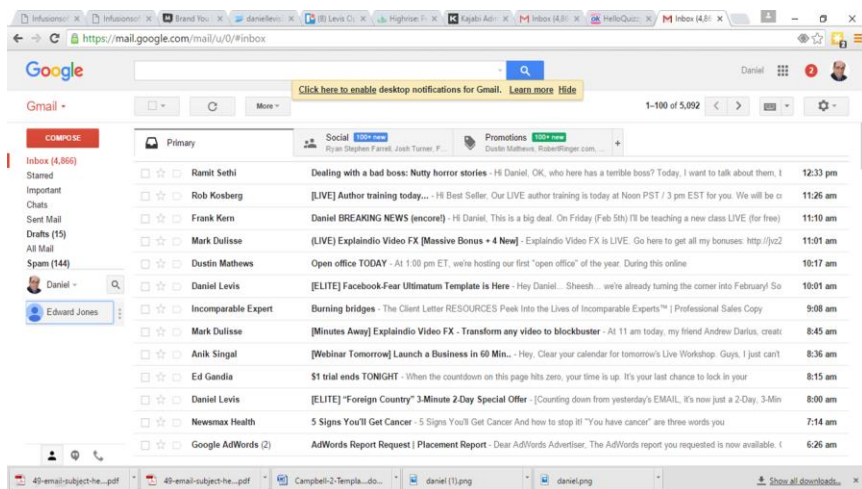 Infusionsof
Infusionsof
Brand You
daniellevis
(8) Levis Co
Highrise
Kajabi Adm
Inbox (4,86
HelloQuizz
Inbox (4,86
https://mail.google.com/mail/u/0/#inbox
Google
Daniel
2
Click here to enable desktop notifications for Gmail. Learn more Hide
Gmail
More
1–100 of 5,092
COMPOSE
Inbox (4,866)
Starred
Important
Chats
Sent Mail
Drafts (15)
All Mail
Spam (144)
Daniel
Edward Jones
Primary
Social 100+ new
Ryan Stephen Farrell, Josh Turner, F...
Promotions 100+ new
Dustin Mathews, RobertRinger.com, ...
+
Ramit Sethi Dealing with a bad boss: Nutty horror stories - Hi Daniel, OK, who here has a terrible boss? Today, I want to talk about them, 12:33 pm
Rob Kosberg [LIVE] Author training today... - Hi Best Seller, Our LIVE author training is today at Noon PST / 3 pm EST for you. We will be 11:26 am
Frank Kern Daniel BREAKING NEWS (encore!) - Hi Daniel, This is a big deal. On Friday (Feb 5th) I'll be teaching a new class LIVE (for free) 11:10 am
Mark Dulisse (LIVE) Explaindio Video FX [Massive Bonus + 4 New] - Explaindio Video FX is LIVE. Go here to get all my bonuses: http://jvz2 11:01 am
Dustin Mathews Open office TODAY - At 1:00 pm ET, we're hosting our first "open office" of the year. During this online 10:17 am
Daniel Levis [ELITE] Facebook-Fear Ultimatum Template is Here - Hey Daniel... Sheesh... we're already turning the corner into February! So 10:01 am
Incomparable Expert Burning bridges - The Client Letter RESOURCES Peek Into the Lives of Incomparable Experts™ | Professional Sales Copy 9:08 am
Mark Dulisse [Minutes Away] Explaindio Video FX - Transform any video to blockbuster - At 11 am today, my friend Andrew Darius, creato 8:45 am
Anik Singal [Webinar Tomorrow] Launch a Business in 60 Min.. - Hey, Clear your calendar for tomorrow's Live Workshop. Guys, I just can't 8:36 am
Ed Gandia $1 trial ends TONIGHT - When the countdown on this page hits zero, your time is up. It's your last chance to lock in your 8:15 am
Daniel Levis [ELITE] "Foreign Country" 3-Minute 2-Day Special Offer - [Counting down from yesterday's EMAIL, it's now just a 2-Day, 3-Min 8:00 am
Newsmax Health 5 Signs You'll Get Cancer - 5 Signs You'll Get Cancer And how to stop it! "You have cancer" are three words you 7:14 am
Google AdWords (2) AdWords Report Request | Placement Report - Dear AdWords Advertiser, The AdWords report you requested is now available. 6:26 am
49-email-subject-he....pdf
49-email-subject-he....pdf
Campbell-2-Templa....do...
daniel (1).png
daniel.png
Show all downloads...